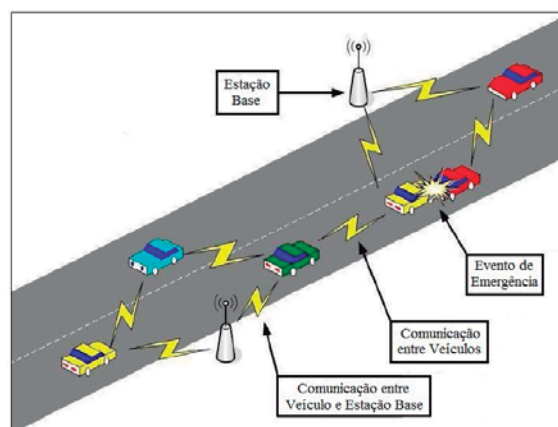 Estação
Base
Evento de
Emergência
Comunicação
entre Veículos
Comunicação entre
Veículo e Estação Base